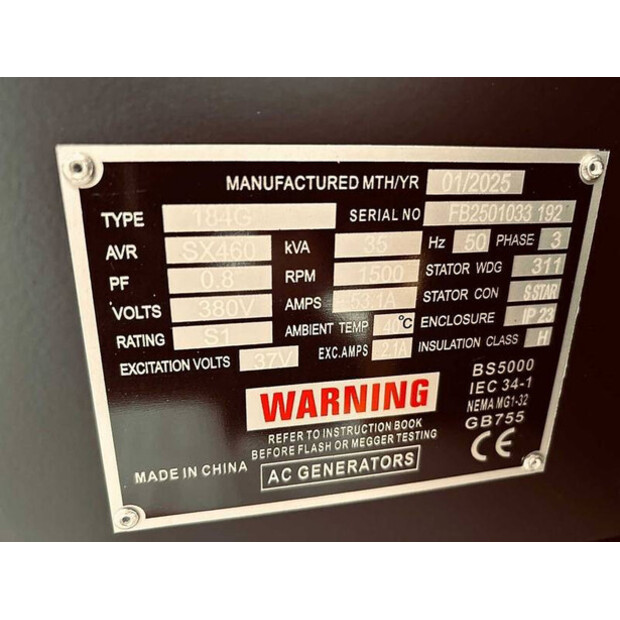 MANUFACTURED MTH/YR 01/2025
TYPE 184G SERIAL NO FB2501033 192
AVR SX460 kVA 35 Hz 50 PHASE 3
PF 0.8 RPM 1500 STATOR WDG 311
VOLTS 380V AMPS 53.1A STATOR CON S STAR
RATING S1 AMBIENT TEMP 40°C ENCLOSURE IP 23
EXCITATION VOLTS 37V EXC.AMPS 2.1A INSULATION CLASS H
WARNING
REFER TO INSTRUCTION BOOK
BEFORE FLASH OR MEGGER TESTING
BS5000
IEC 34-1
NEMA MG1-32
GB755
CE
MADE IN CHINA
AC GENERATORS